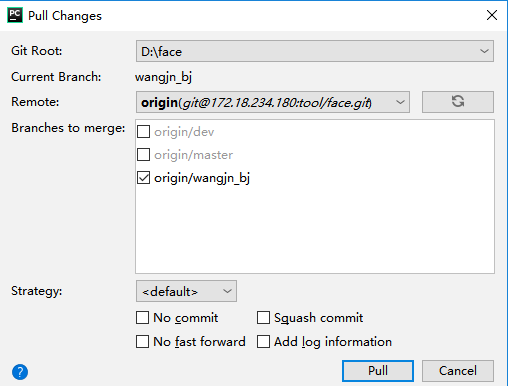 PC Pull Changes
Git Root: D:\face
Current Branch: wangjn_bj
Remote: origin(git@172.18.234.180:tool/face.git)
Branches to merge: origin/dev
origin/master
origin/wangjn_bj
Strategy: <default>
No commit Squash commit
No fast forward Add log information
? Pull Cancel